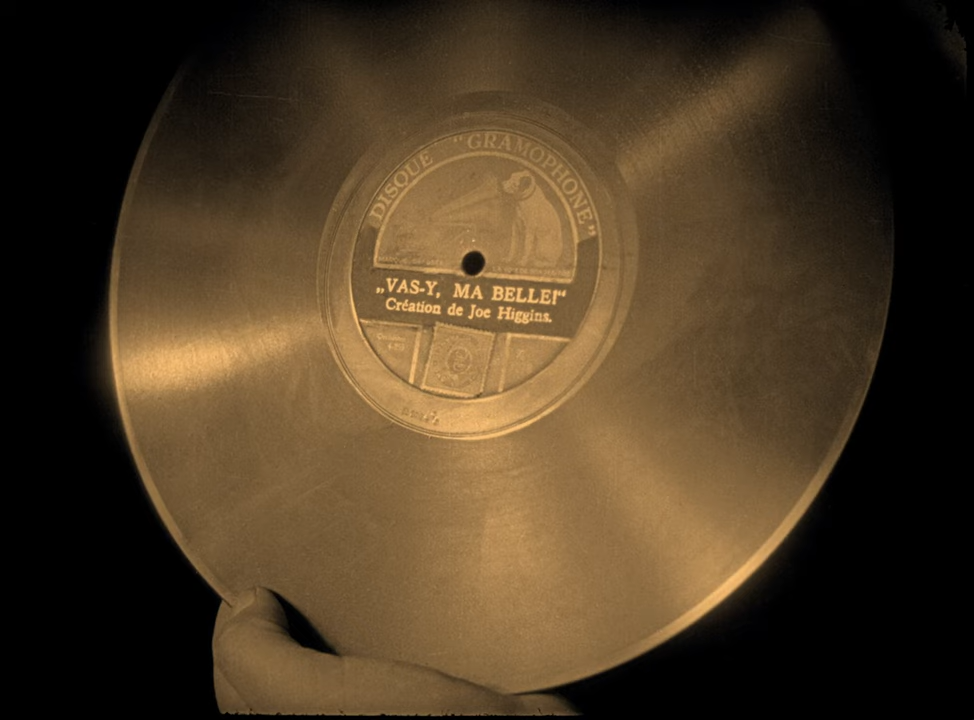 DISQUE "GRAMOPHONE"
„VAS-Y, MA BELLE!“
Création de Joe Higgins.